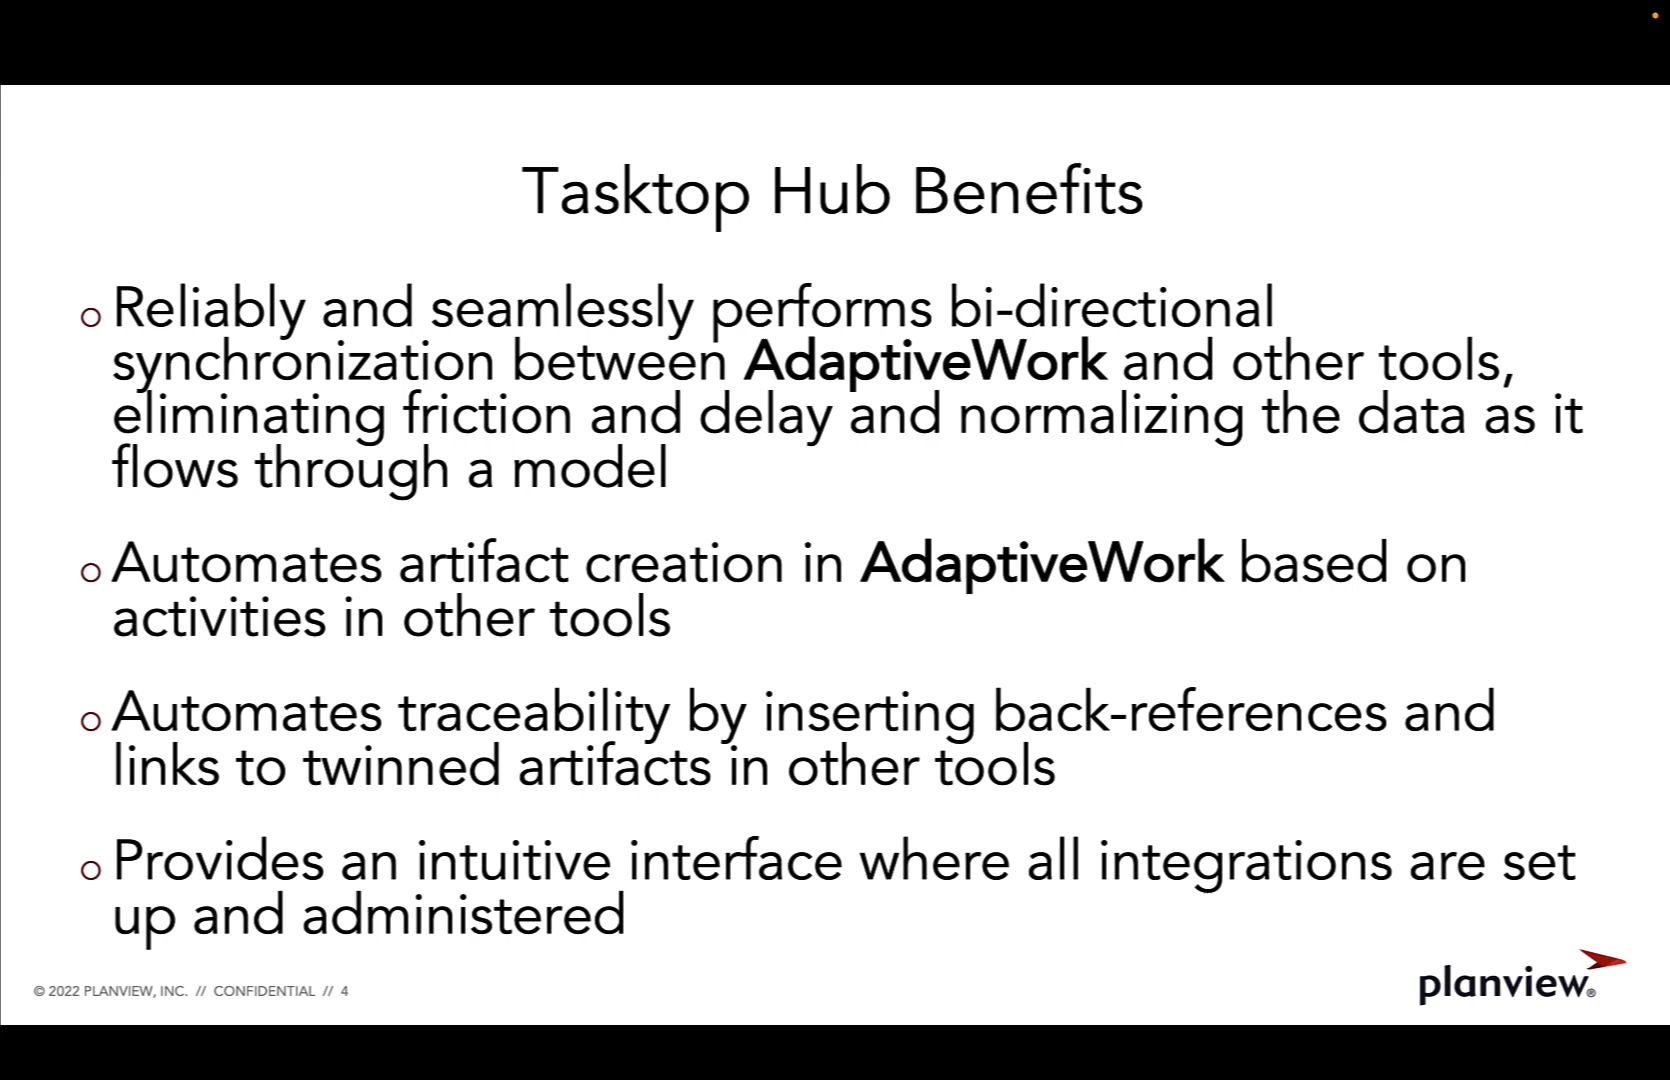 Tasktop Hub Benefits
○ Reliably and seamlessly performs bi-directional
synchronization between AdaptiveWork and other tools,
eliminating friction and delay and normalizing the data as it
flows through a model
○ Automates artifact creation in AdaptiveWork based on
activities in other tools
○ Automates traceability by inserting back-references and
links to twinned artifacts in other tools
○ Provides an intuitive interface where all integrations are set
up and administered
© 2022 PLANVIEW, INC. // CONFIDENTIAL // 4
planview®